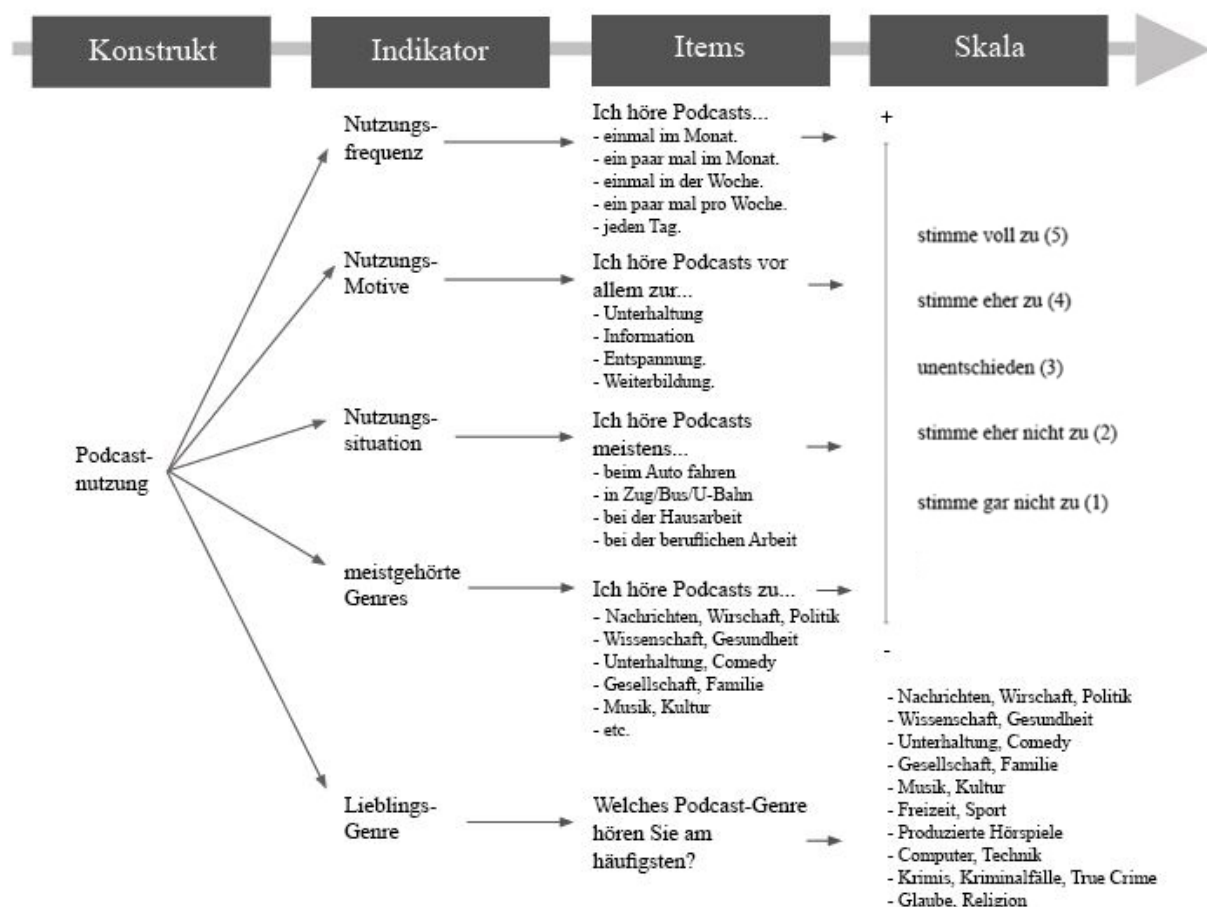 Konstrukt
Indikator
Items
Skala
Podcast-
nutzung
Nutzungs-
frequenz
Ich höre Podcasts...
- einmal im Monat.
- ein paar mal im Monat.
- einmal in der Woche.
- ein paar mal pro Woche.
- jeden Tag.
Nutzungs-
Motive
Ich höre Podcasts vor
allem zur...
- Unterhaltung
- Information
- Entspannung.
- Weiterbildung.
Nutzungs-
situation
Ich höre Podcasts
meistens...
- beim Auto fahren
- in Zug/Bus/U-Bahn
- bei der Hausarbeit
- bei der beruflichen Arbeit
meistgehörte
Genres
Ich höre Podcasts zu...
- Nachrichten, Wirschaft, Politik
- Wissenschaft, Gesundheit
- Unterhaltung, Comedy
- Gesellschaft, Familie
- Musik, Kultur
- etc.
Lieblings-
Genre
Welches Podcast-Genre
hören Sie am
häufigsten?
+
stimme voll zu (5)
stimme eher zu (4)
unentschieden (3)
stimme eher nicht zu (2)
stimme gar nicht zu (1)
-
- Nachrichten, Wirschaft, Politik
- Wissenschaft, Gesundheit
- Unterhaltung, Comedy
- Gesellschaft, Familie
- Musik, Kultur
- Freizeit, Sport
- Produzierte Hörspiele
- Computer, Technik
- Krimis, Kriminalfälle, True Crime
- Glaube, Religion